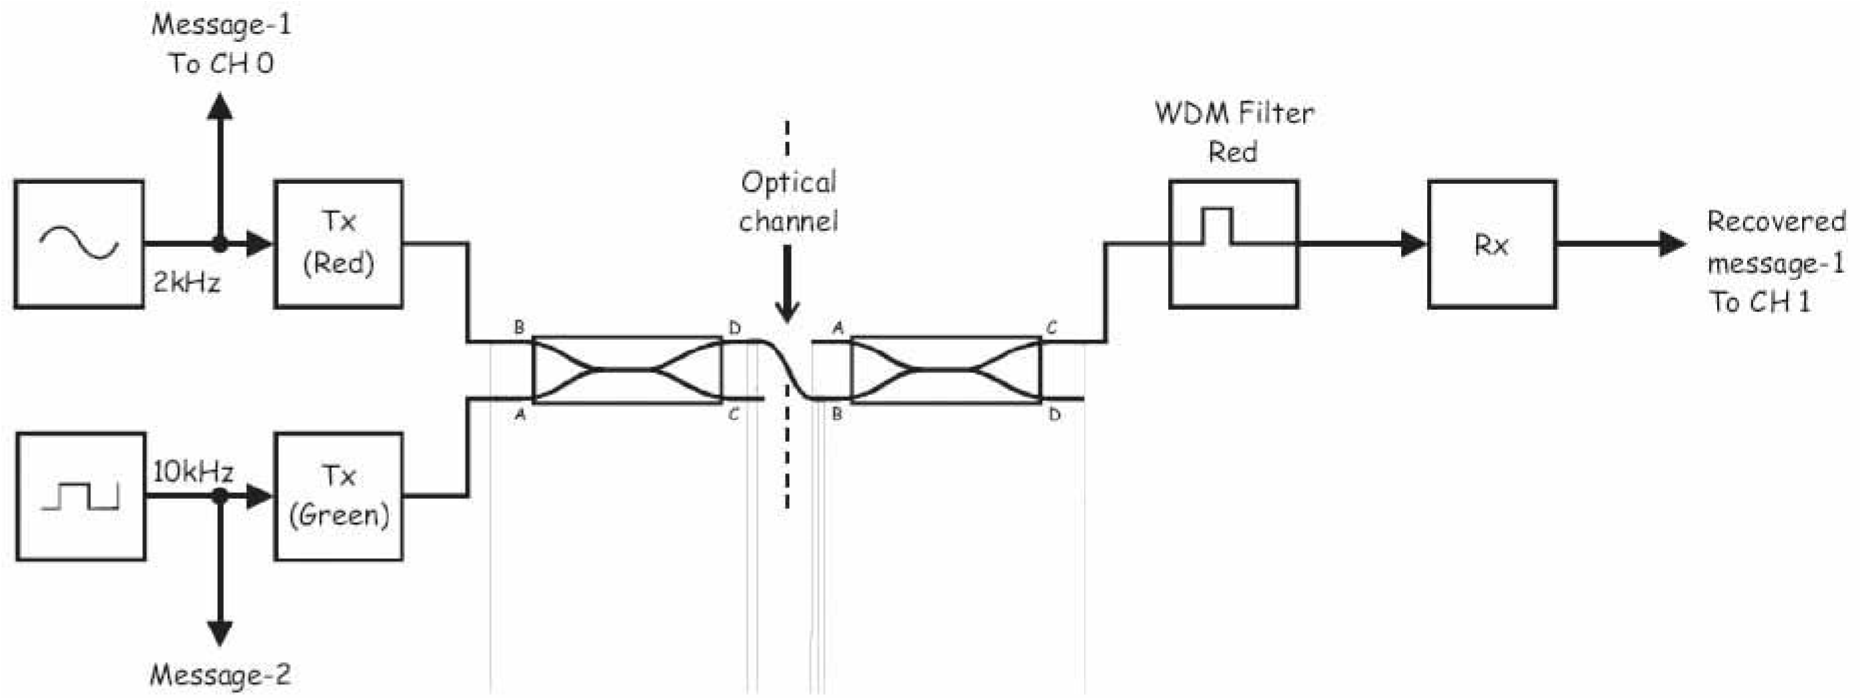 Message-1
To CH 0
2kHz
Tx
(Red)
10kHz
Tx
(Green)
Message-2
B
A
D
C
Optical
channel
A
B
C
D
WDM Filter
Red
Rx
Recovered
message-1
To CH 1